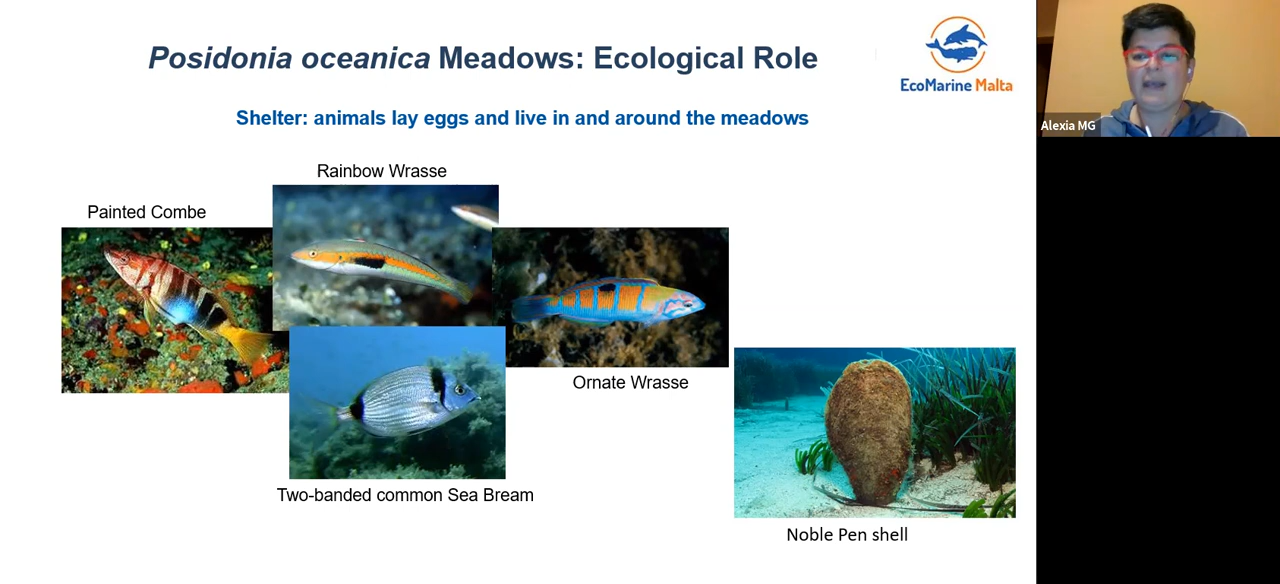 Posidonia oceanica Meadows: Ecological Role
EcoMarine Malta
Shelter: animals lay eggs and live in and around the meadows
Alexia MG
Rainbow Wrasse
Painted Combe
Ornate Wrasse
Two-banded common Sea Bream
Noble Pen shell